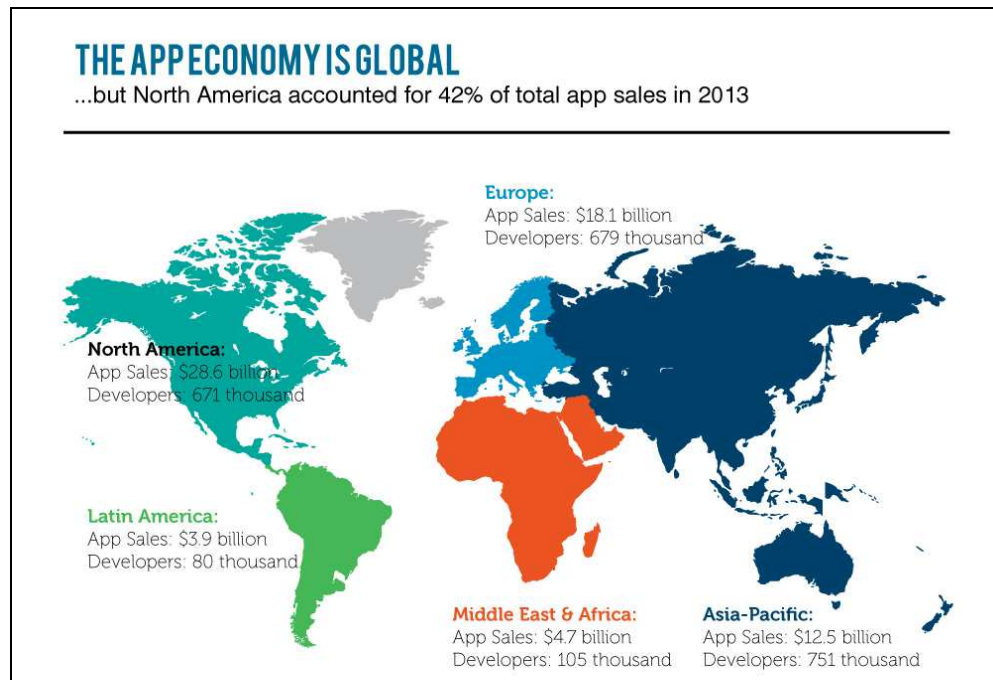 THE APP ECONOMY IS GLOBAL
...but North America accounted for 42% of total app sales in 2013
Europe:
App Sales: $18.1 billion
Developers: 679 thousand
North America:
App Sales: $28.6 billion
Developers: 671 thousand
Latin America:
App Sales: $3.9 billion
Developers: 80 thousand
Middle East & Africa:
App Sales: $4.7 billion
Developers: 105 thousand
Asia-Pacific:
App Sales: $12.5 billion
Developers: 751 thousand